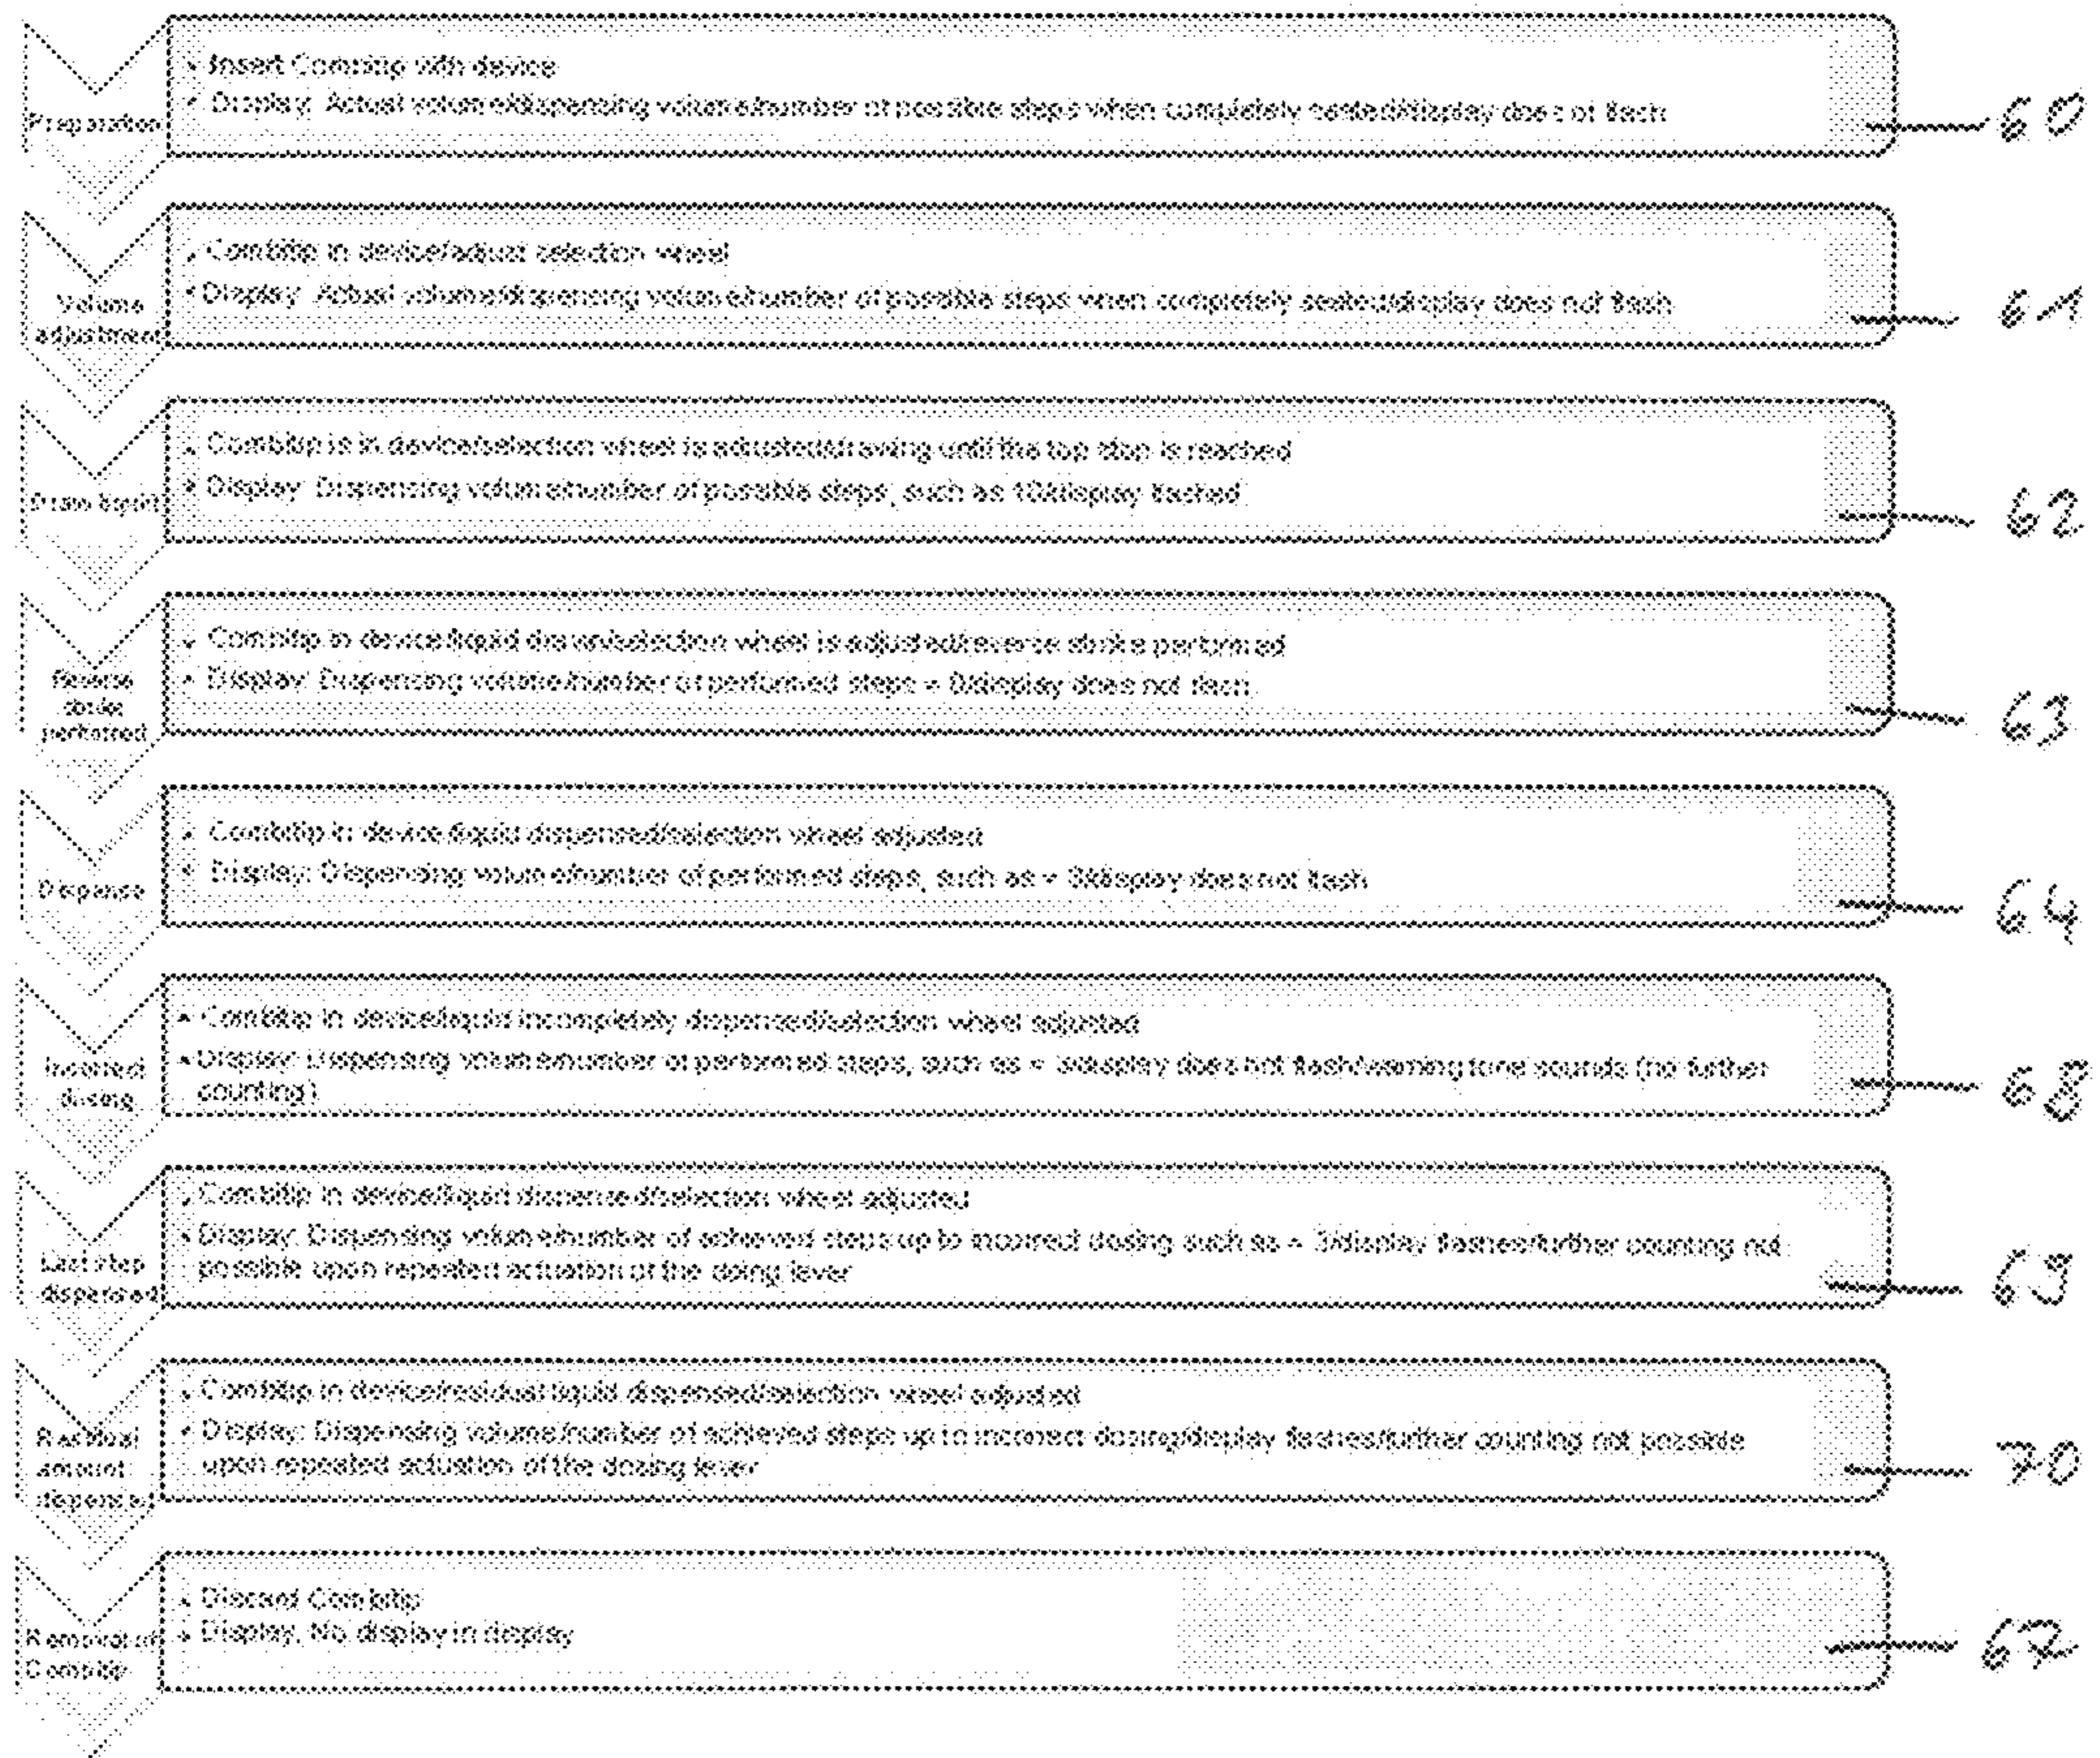 Preparation
• Insert Combitip with device
• Display: Actual volume/dispensing volume/number of possible steps when completely sealed/display does not flash
60
Volume
adjustment
• Combitip in device/adjust selection wheel
• Display: Actual volume/dispensing volume/number of possible steps when completely sealed/display does not flash
61
Draw liquid
• Combitip is in device/selection wheel is adjusted/drawing until the top stop is reached
• Display: Dispensing volume/number of possible steps, such as 10/display flashed
62
Reverse
stroke
performed
• Combitip in device/liquid drawn/selection wheel is adjusted/reverse stroke performed
• Display: Dispensing volume/number of performed steps = 0/display does not flash
63
Dispense
• Combitip in device/liquid dispensed/selection wheel adjusted
• Display: Dispensing volume/number of performed steps, such as = 3/display does not flash
64
Incorrect
dosing
• Combitip in device/liquid incompletely dispensed/selection wheel adjusted
• Display: Dispensing volume/number of performed steps, such as = 3/display does not flash/warning tone sounds (no further
counting)
68
Last step
dispensed
• Combitip in device/liquid dispensed/selection wheel adjusted
• Display: Dispensing volume/number of achieved steps up to incorrect dosing such as = 3/display flashes/further counting not
possible upon repeated actuation of the doing lever
69
Residual
amount
dispensed
• Combitip in device/residual liquid dispensed/selection wheel adjusted
• Display: Dispensing volume/number of achieved steps up to incorrect dosing/display flashes/further counting not possible
upon repeated actuation of the dosing lever
70
Removal of
Combitip
• Discard Combitip
• Display: No display in display
67